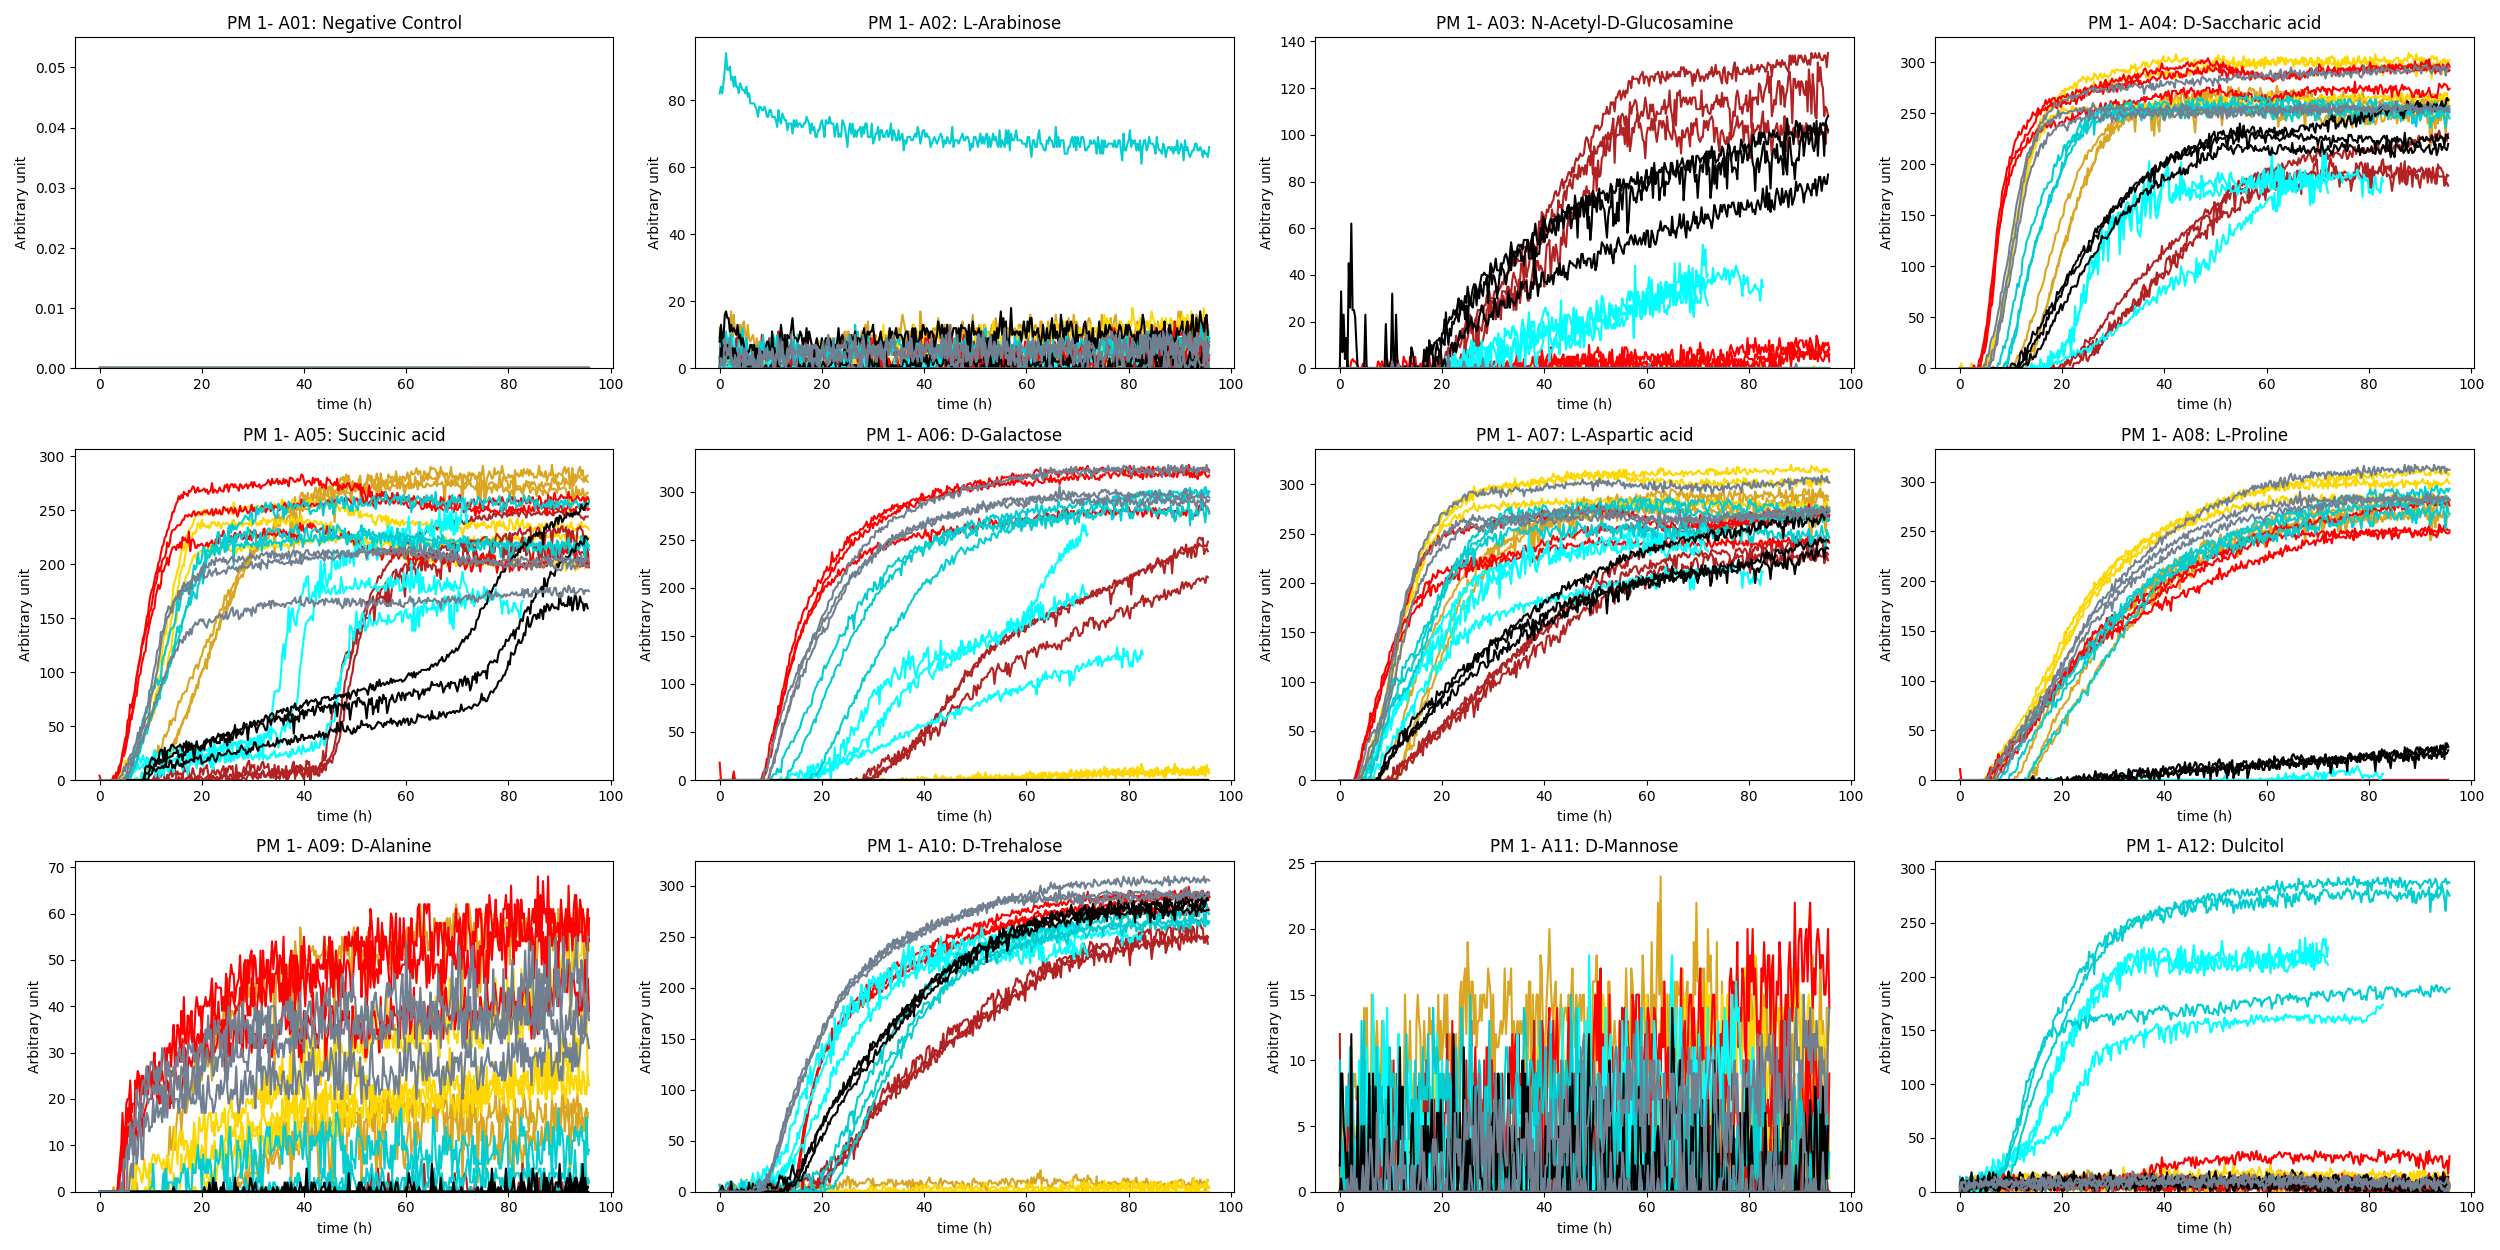 PM 1- A01: Negative Control
PM 1- A02: L-Arabinose
PM 1- A03: N-Acetyl-D-Glucosamine
PM 1- A04: D-Saccharic acid
Arbitrary unit
0.05
0.04
0.03
0.02
0.01
0.00
0 20 40 60 80 100
time (h)
Arbitrary unit
80
60
40
20
0
0 20 40 60 80 100
time (h)
Arbitrary unit
140
120
100
80
60
40
20
0
0 20 40 60 80 100
time (h)
Arbitrary unit
300
250
200
150
100
50
0
0 20 40 60 80 100
time (h)
PM 1- A05: Succinic acid
PM 1- A06: D-Galactose
PM 1- A07: L-Aspartic acid
PM 1- A08: L-Proline
Arbitrary unit
300
250
200
150
100
50
0
0 20 40 60 80 100
time (h)
Arbitrary unit
300
250
200
150
100
50
0
0 20 40 60 80 100
time (h)
Arbitrary unit
300
250
200
150
100
50
0
0 20 40 60 80 100
time (h)
Arbitrary unit
300
250
200
150
100
50
0
0 20 40 60 80 100
time (h)
PM 1- A09: D-Alanine
PM 1- A10: D-Trehalose
PM 1- A11: D-Mannose
PM 1- A12: Dulcitol
Arbitrary unit
70
60
50
40
30
20
10
0
0 20 40 60 80 100
time (h)
Arbitrary unit
300
250
200
150
100
50
0
0 20 40 60 80 100
time (h)
Arbitrary unit
25
20
15
10
5
0
0 20 40 60 80 100
time (h)
Arbitrary unit
300
250
200
150
100
50
0
0 20 40 60 80 100
time (h)